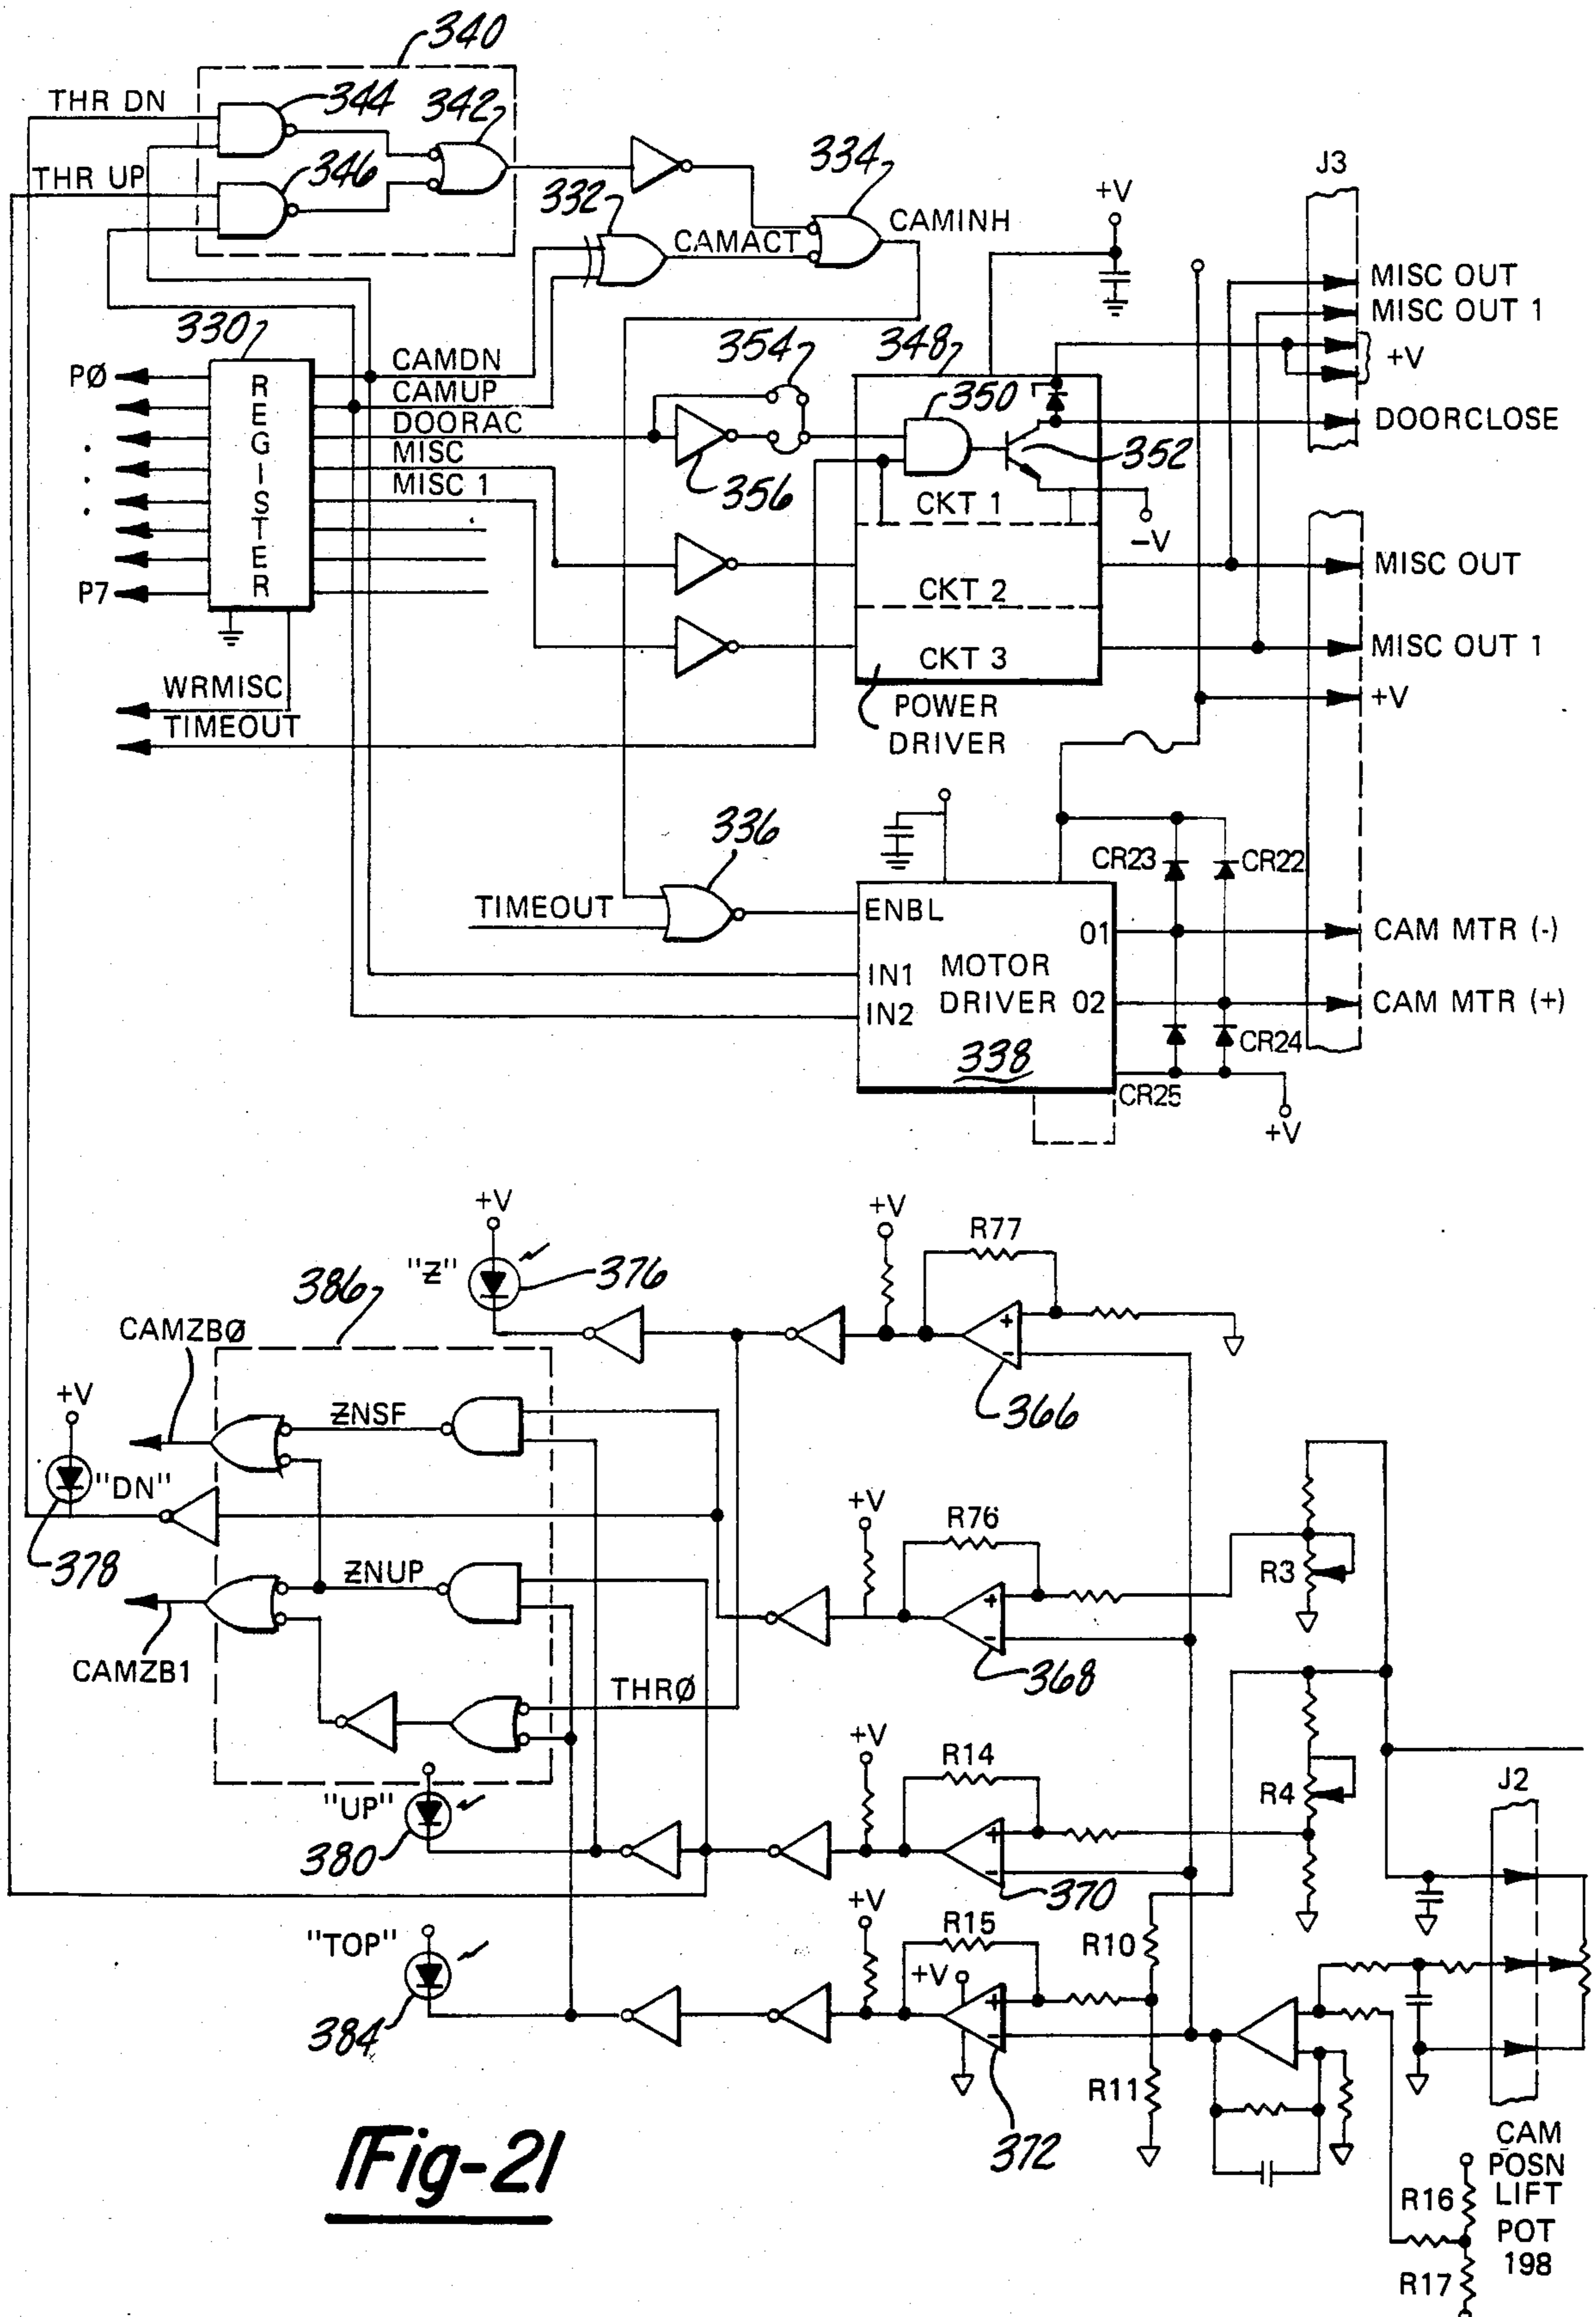 340
THR DN
344
342
THR UP
346
334
J3
332
+V
CAMINH
CAMACT
MISC OUT
MISC OUT 1
330
354
348
+V
PØ
CAMDN
350
CAMUP
DOORAC
DOORCLOSE
REGISTER
MISC
352
MISC 1
356
CKT 1
-V
MISC OUT
CKT 2
P7
MISC OUT 1
CKT 3
WRMISC
+V
POWER
TIMEOUT
DRIVER
336
CR23
CR22
TIMEOUT
ENBL
01
CAM MTR (-)
IN1
MOTOR
IN2
DRIVER
02
CAM MTR (+)
338
CR24
CR25
+V
+V
+V
R77
"Z"
376
386
CAMZBØ
+
-
+V
366
ZNSF
"DN"
+V
R76
378
ZNUP
R3
+
-
CAMZB1
368
THRØ
+V
R14
J2
"UP"
R4
380
+
-
370
+V
"TOP"
R15
R10
+V
+
-
384
R11
372
CAM
POSN
LIFT
POT
198
R16
R17
Fig-21